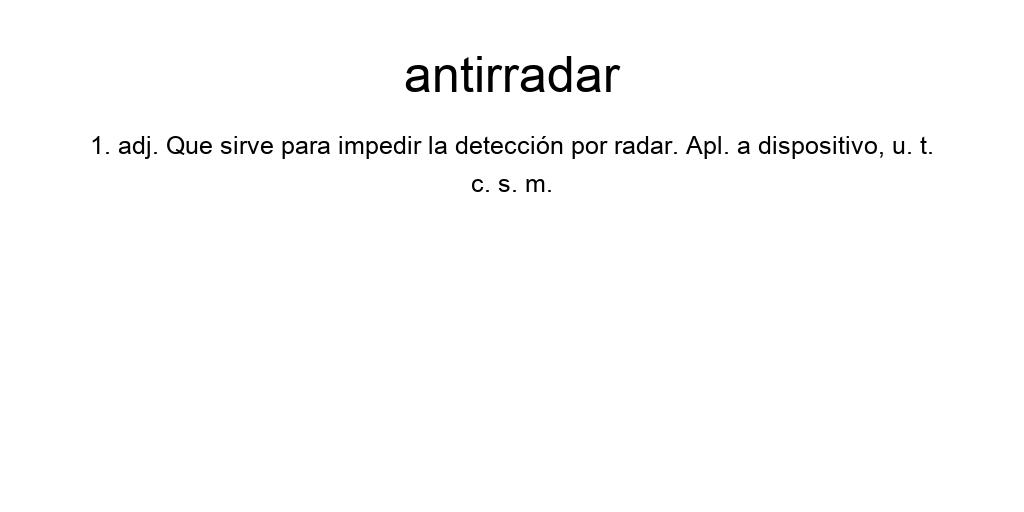 antirradar
1. adj. Que sirve para impedir la detección por radar. Apl. a dispositivo, u. t.
c. s. m.